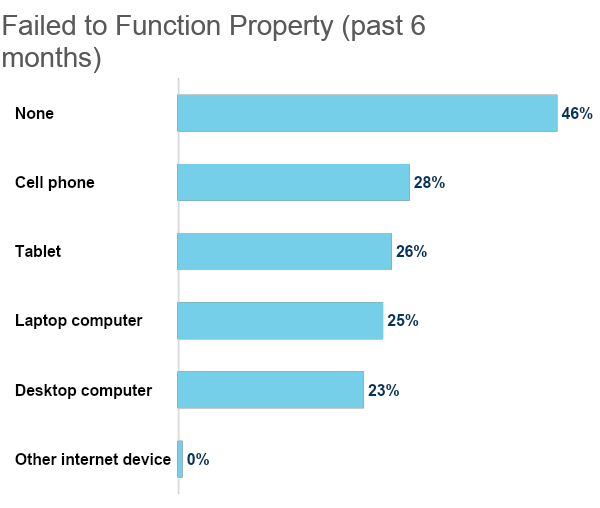 Failed to Function Property (past 6
months)
None 46%
Cell phone 28%
Tablet 26%
Laptop computer 25%
Desktop computer 23%
Other internet device 0%